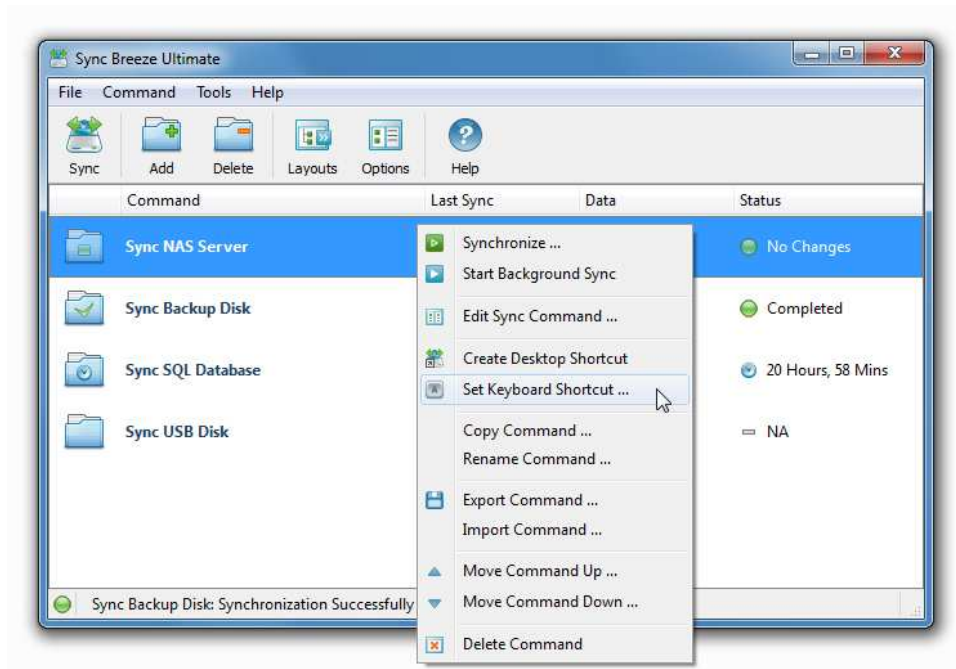 Sync Breeze Ultimate
File Command Tools Help
Sync Add Delete Layouts Options Help
Command Last Sync Data Status
Sync NAS Server
No Changes
Sync Backup Disk
Completed
Sync SQL Database
20 Hours, 58 Mins
Sync USB Disk
NA
Synchronize ...
Start Background Sync
Edit Sync Command ...
Create Desktop Shortcut
Set Keyboard Shortcut ...
Copy Command ...
Rename Command ...
Export Command ...
Import Command ...
Move Command Up ...
Move Command Down ...
Delete Command
Sync Backup Disk: Synchronization Successfully